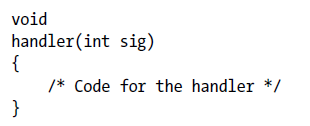 void
handler(int sig)
{
    /* Code for the handler */
}